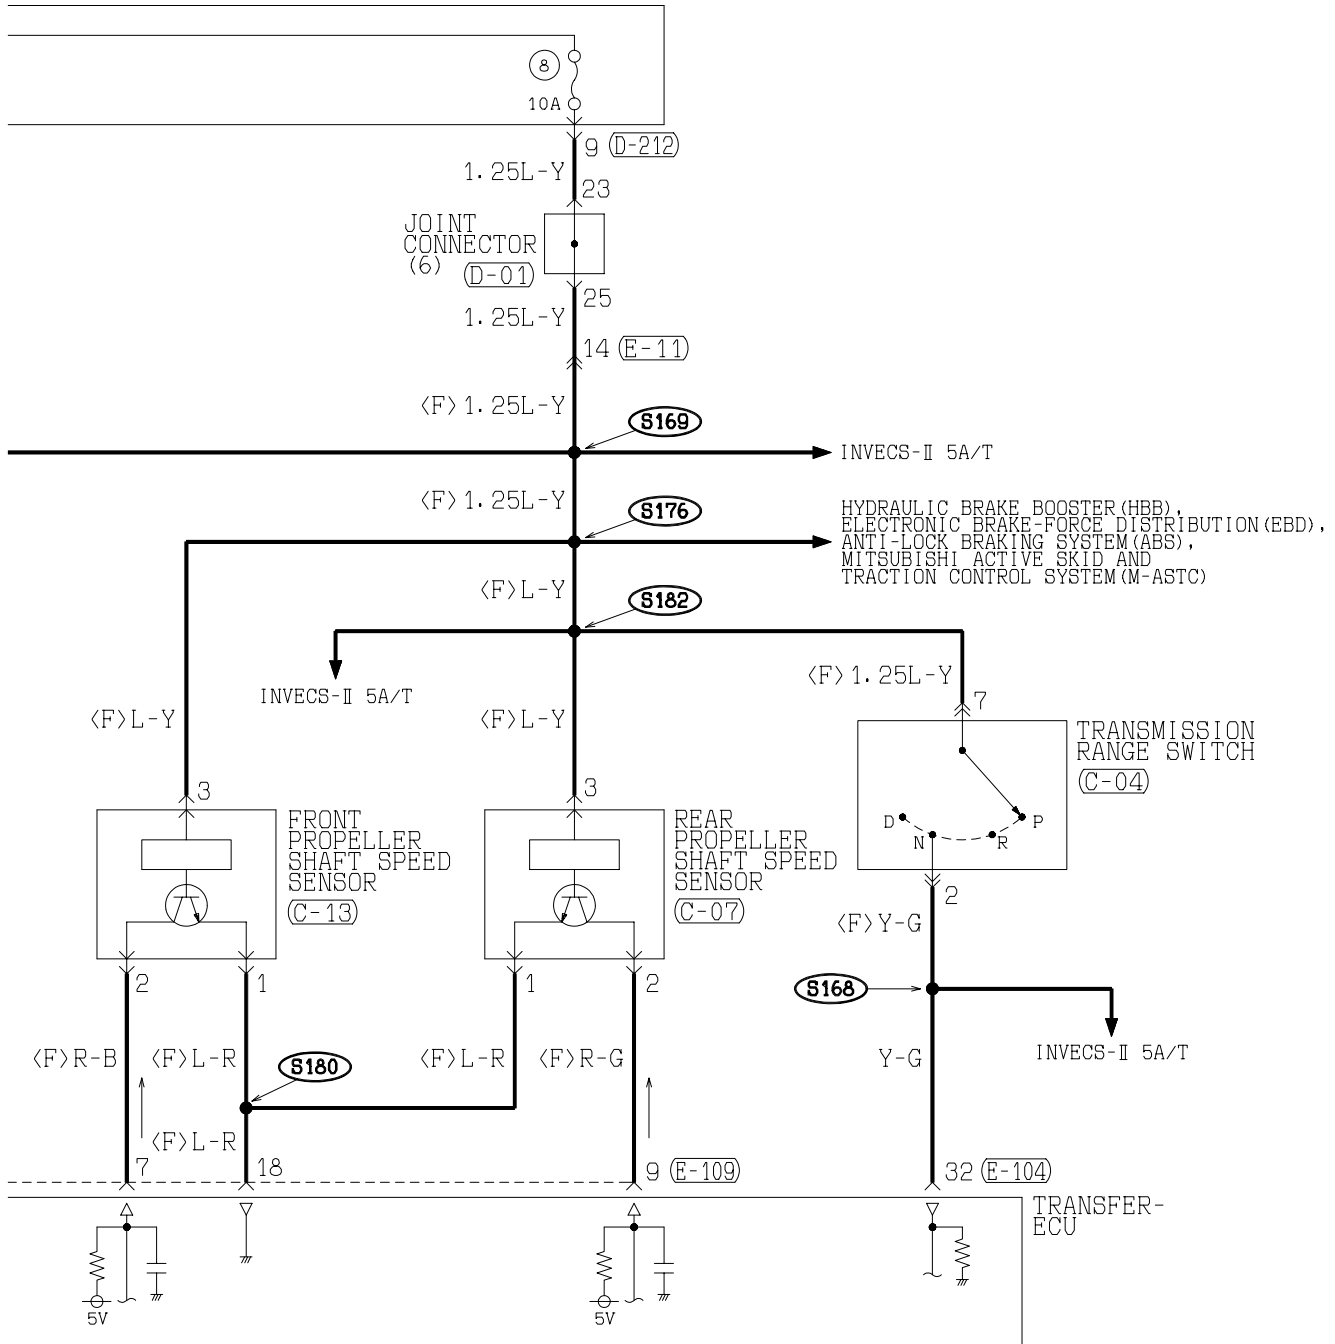 8
10A
9 D-212
1.25L-Y
23
JOINT
CONNECTOR
(6) D-01
25
1.25L-Y
14 E-11
<F>1.25L-Y
S169
INVECS-II 5A/T
<F>1.25L-Y
S176
HYDRAULIC BRAKE BOOSTER(HBB),
ELECTRONIC BRAKE-FORCE DISTRIBUTION(EBD),
ANTI-LOCK BRAKING SYSTEM(ABS),
MITSUBISHI ACTIVE SKID AND
TRACTION CONTROL SYSTEM(M-ASTC)
<F>L-Y
S182
INVECS-II 5A/T
<F>1.25L-Y
7
<F>L-Y
<F>L-Y
TRANSMISSION
RANGE SWITCH
C-04
3
FRONT
PROPELLER
SHAFT SPEED
SENSOR
C-13
3
REAR
PROPELLER
SHAFT SPEED
SENSOR
C-07
D
N
R
P
2
<F>Y-G
2
1
1
2
S168
INVECS-II 5A/T
<F>R-B
<F>L-R
S180
<F>L-R
<F>R-G
Y-G
<F>L-R
7
18
9 E-109
32 E-104
TRANSFER-
ECU
5V
5V